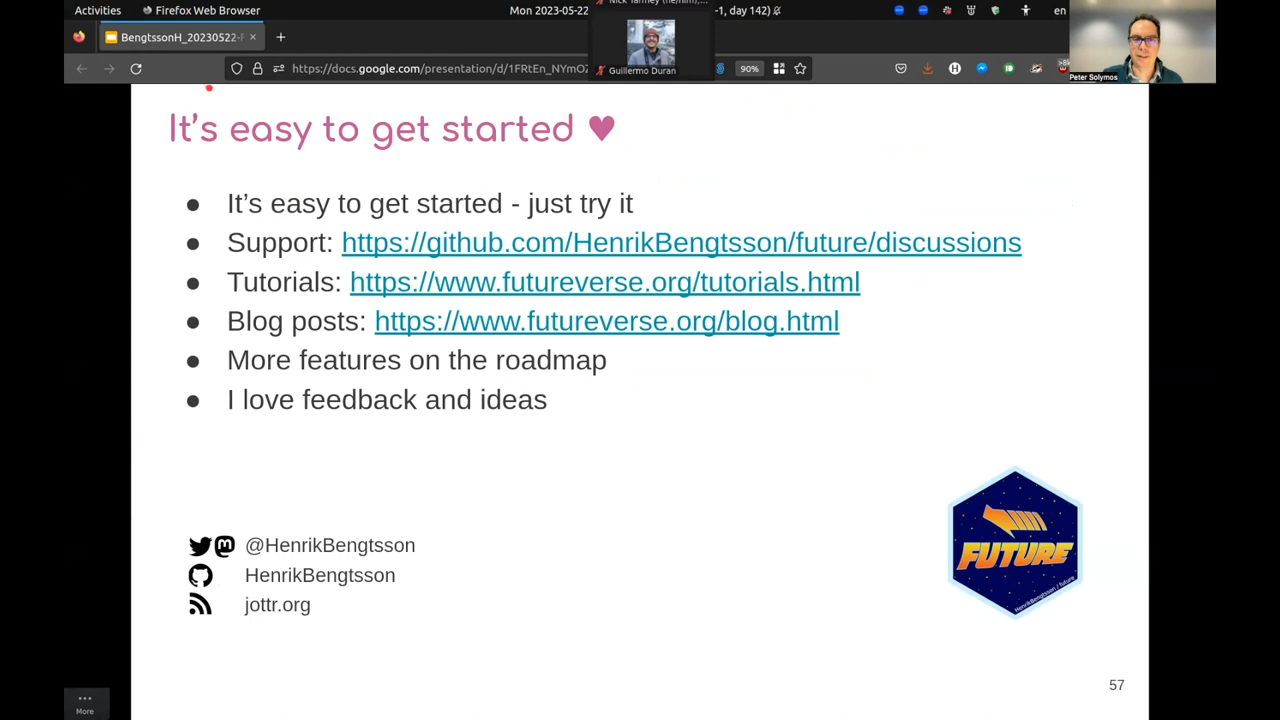 Activities
Firefox Web Browser
Mon 2023-05-22
-1, day 142)
en
BengtssonH_20230522-
https://docs.google.com/presentation/d/1FRtEn_NYmO
90%
Guillermo Duran
Peter Solymos
It's easy to get started ♥
● It's easy to get started - just try it
● Support: https://github.com/HenrikBengtsson/future/discussions
● Tutorials: https://www.futureverse.org/tutorials.html
● Blog posts: https://www.futureverse.org/blog.html
● More features on the roadmap
● I love feedback and ideas
@HenrikBengtsson
HenrikBengtsson
jottr.org
FUTURE
HenrikBengtsson / future
57
More